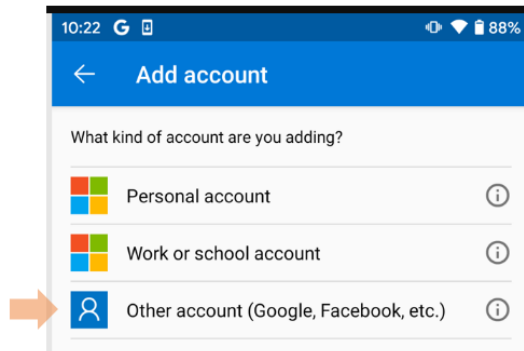 10:22 G 88%
Add account
What kind of account are you adding?
Personal account
Work or school account
Other account (Google, Facebook, etc.)